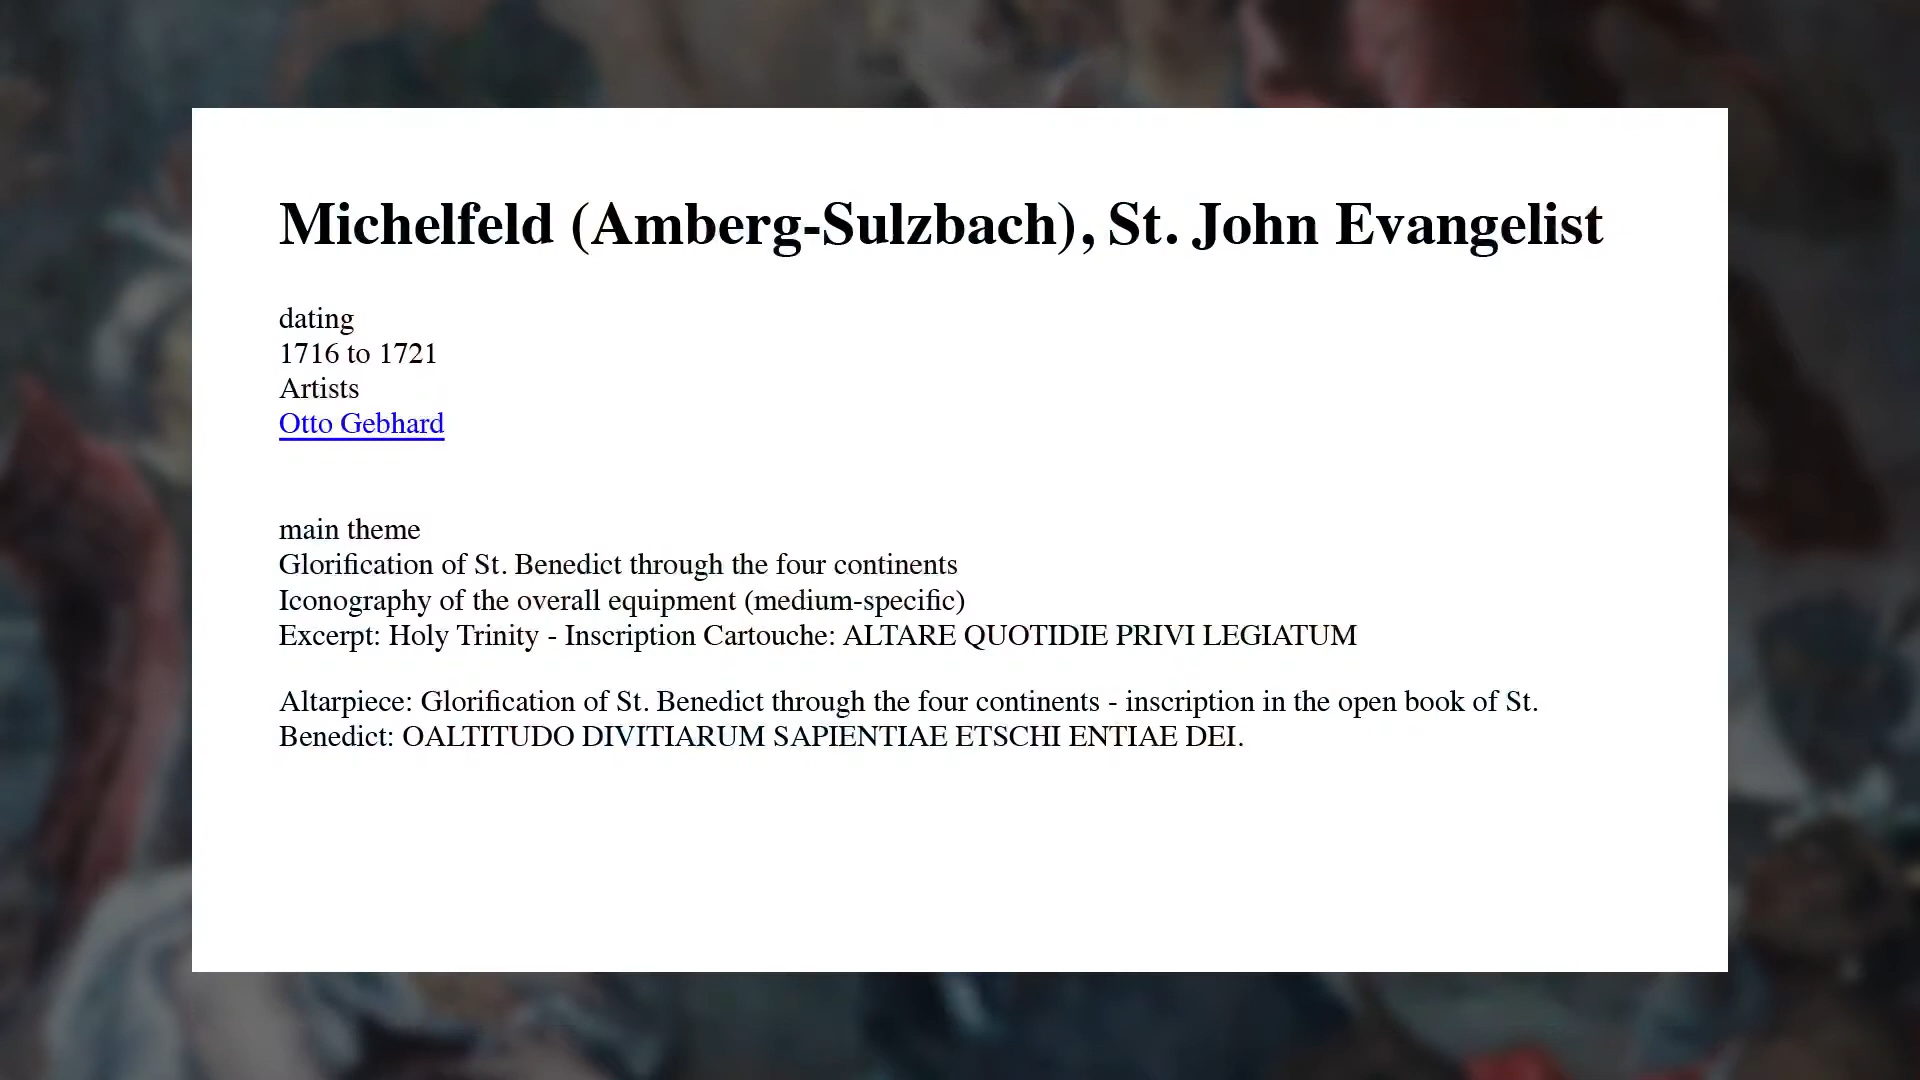 Michelfeld (Amberg-Sulzbach), St. John Evangelist
dating
1716 to 1721
Artists
Otto Gebhard
main theme
Glorification of St. Benedict through the four continents
Iconography of the overall equipment (medium-specific)
Excerpt: Holy Trinity - Inscription Cartouche: ALTARE QUOTIDIE PRIVI LEGIATUM
Altarpiece: Glorification of St. Benedict through the four continents - inscription in the open book of St.
Benedict: OALTITUDO DIVITIARUM SAPIENTIAE ETSCHI ENTIAE DEI.